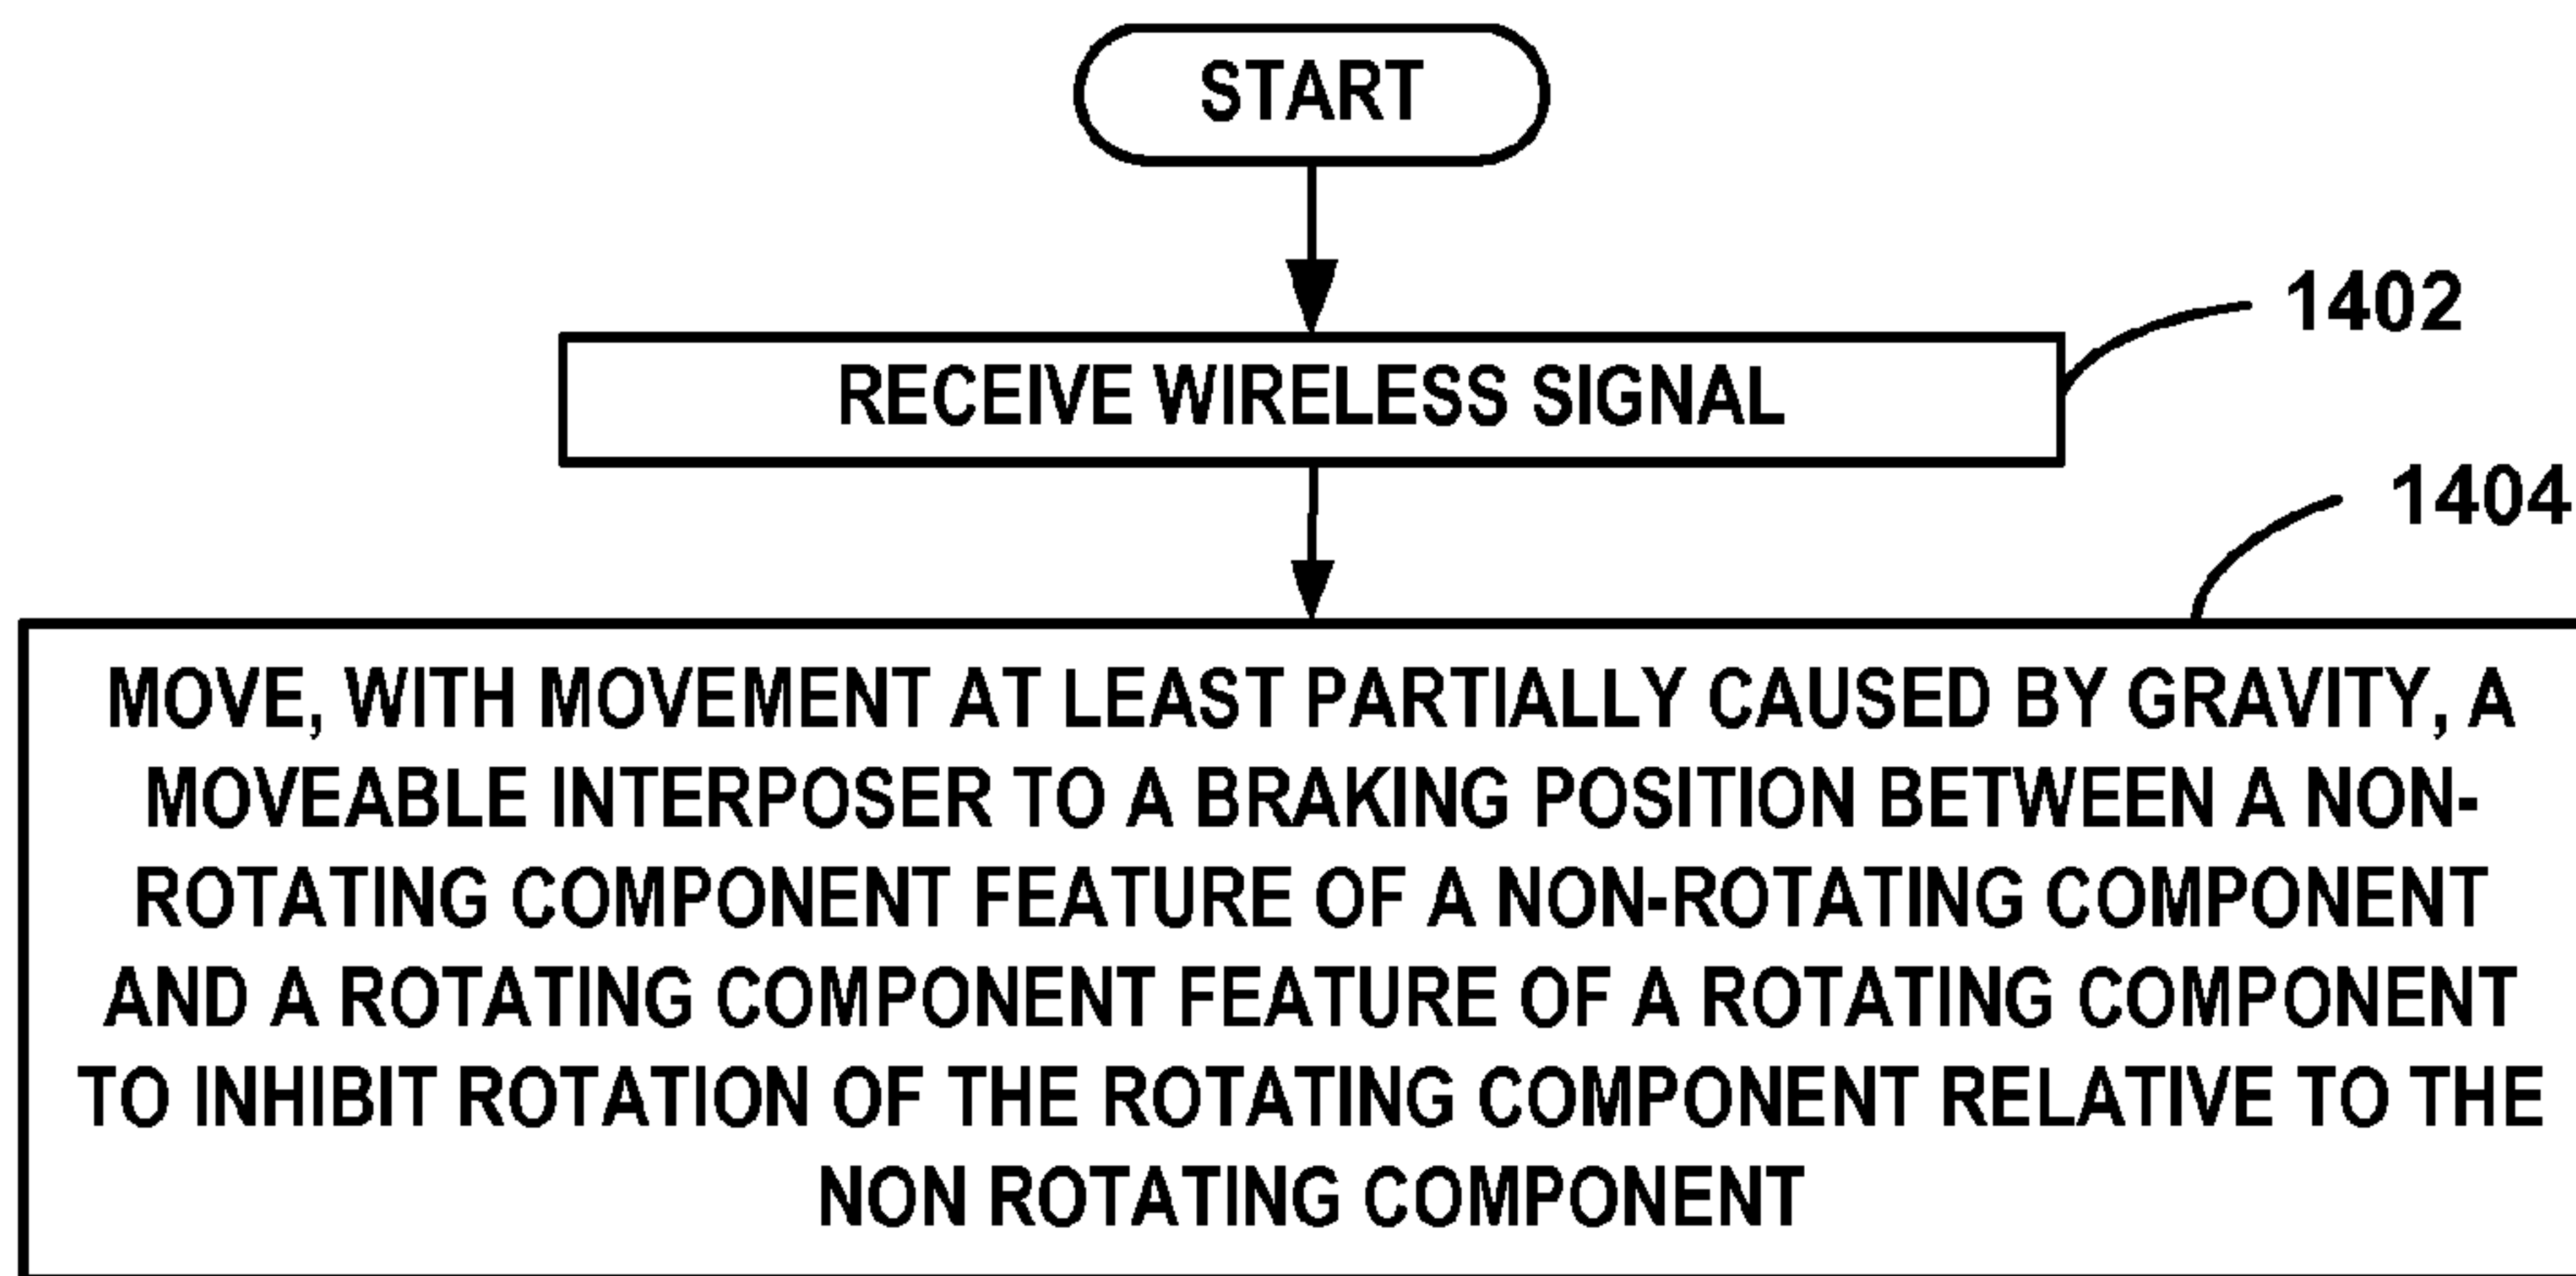 START
RECEIVE WIRELESS SIGNAL
1402
1404
MOVE, WITH MOVEMENT AT LEAST PARTIALLY CAUSED BY GRAVITY, A
MOVEABLE INTERPOSER TO A BRAKING POSITION BETWEEN A NON-
ROTATING COMPONENT FEATURE OF A NON-ROTATING COMPONENT
AND A ROTATING COMPONENT FEATURE OF A ROTATING COMPONENT
TO INHIBIT ROTATION OF THE ROTATING COMPONENT RELATIVE TO THE
NON ROTATING COMPONENT